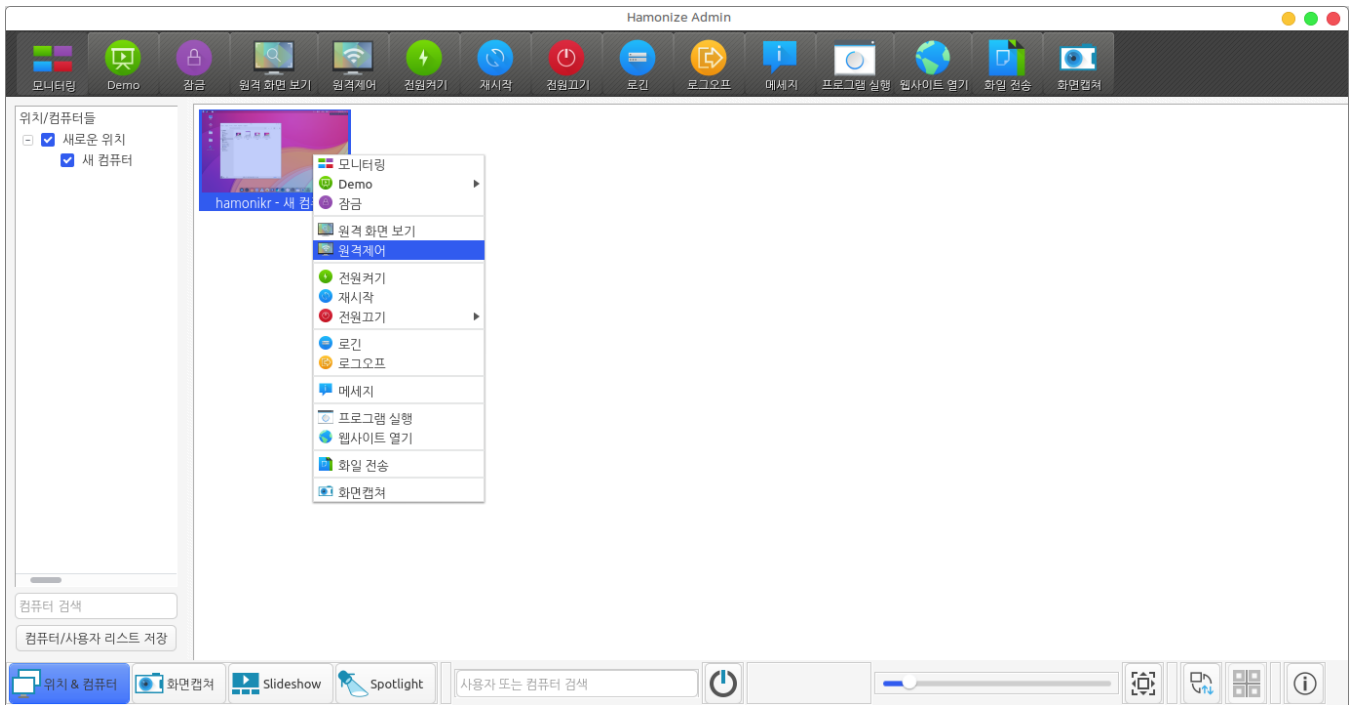 Hamonize Admin
모니터링 Demo 잠금 원격 화면 보기 원격제어 전원켜기 재시작 전원끄기 로긴 로그오프 메세지 프로그램 실행 웹사이트 열기 화일 전송 화면캡쳐
위치/컴퓨터들
새로운 위치
새 컴퓨터
hamonikr - 새 컴
모니터링
Demo
잠금
원격 화면 보기
원격제어
전원켜기
재시작
전원끄기
로긴
로그오프
메세지
프로그램 실행
웹사이트 열기
화일 전송
화면캡쳐
컴퓨터 검색
컴퓨터/사용자 리스트 저장
위치 & 컴퓨터 화면캡쳐 Slideshow Spotlight 사용자 또는 컴퓨터 검색